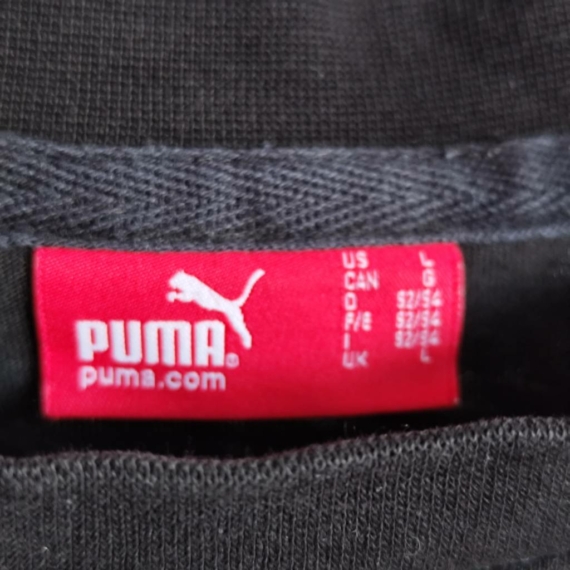 PUMA®
puma.com
US L
CAN G
D 52/54
F/E 52/54
I 52/54
UK L